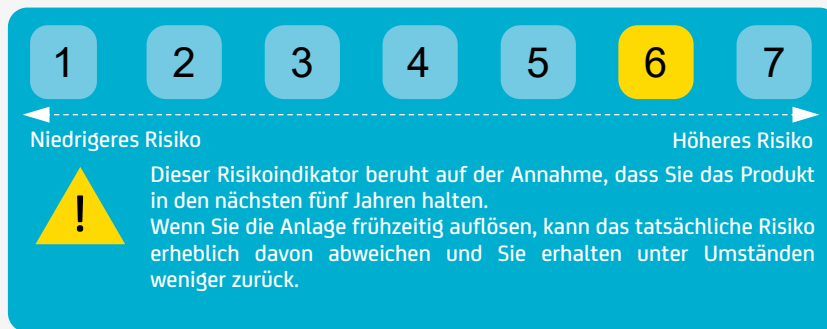 1 2 3 4 5 6 7
Niedrigeres Risiko Höheres Risiko
Dieser Risikoindikator beruht auf der Annahme, dass Sie das Produkt
in den nächsten fünf Jahren halten.
Wenn Sie die Anlage frühzeitig auflösen, kann das tatsächliche Risiko
erheblich davon abweichen und Sie erhalten unter Umständen
weniger zurück.
!